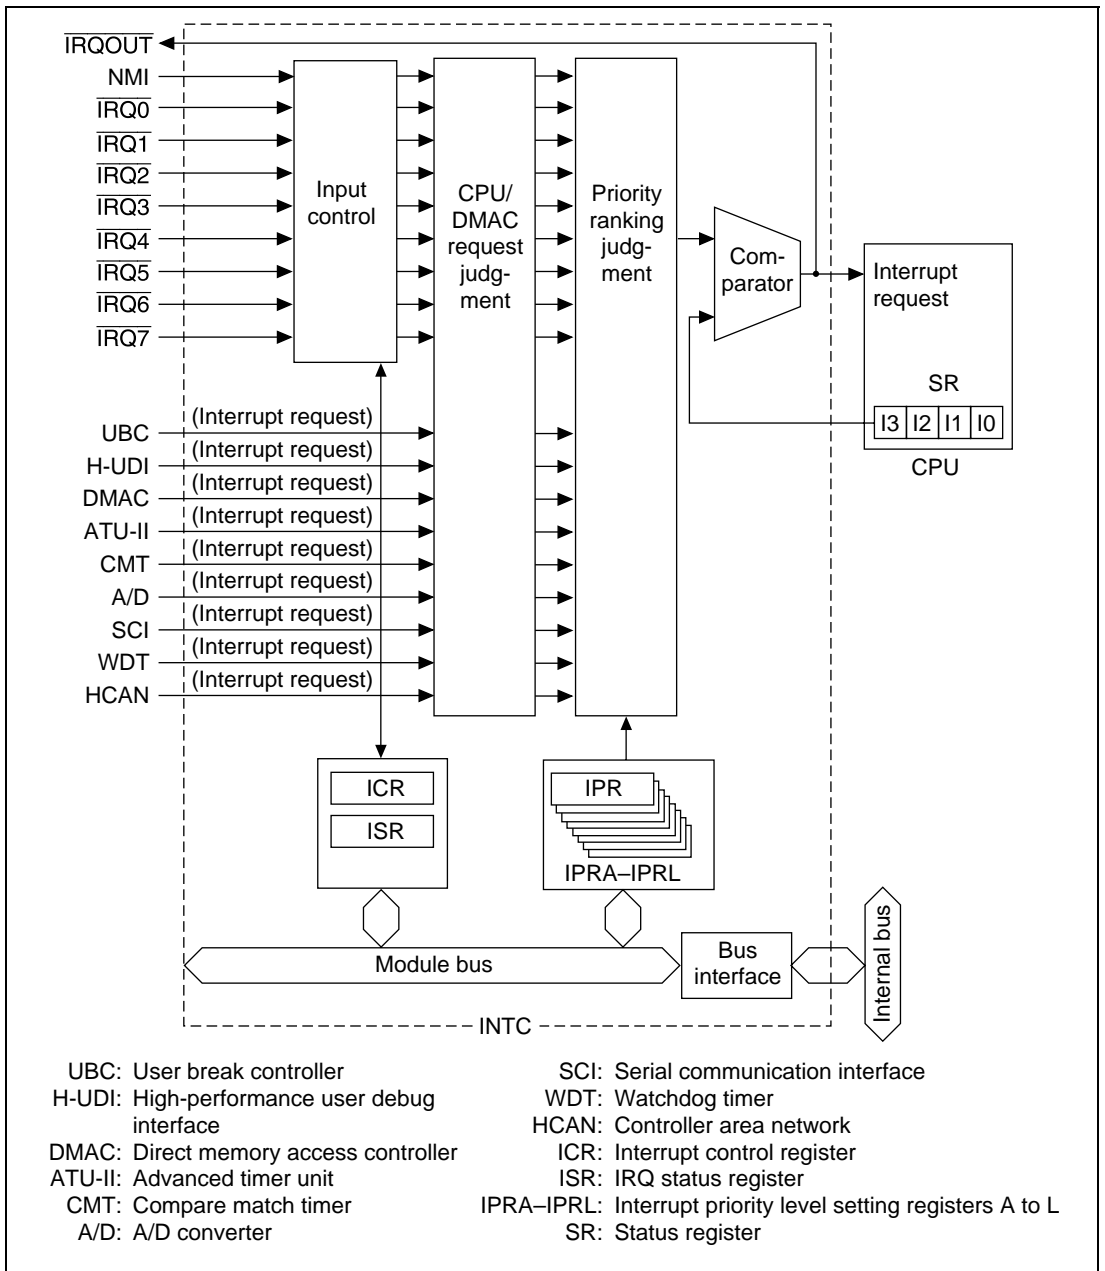 IRQOUT
NMI
IRQ0
IRQ1
IRQ2
IRQ3
IRQ4
IRQ5
IRQ6
IRQ7
Input
control
CPU/
DMAC
request
judg-
ment
Priority
ranking
judg-
ment
Com-
parator
Interrupt
request
SR
I3 I2 I1 I0
CPU
UBC (Interrupt request)
H-UDI (Interrupt request)
DMAC (Interrupt request)
ATU-II (Interrupt request)
CMT (Interrupt request)
A/D (Interrupt request)
SCI (Interrupt request)
WDT (Interrupt request)
HCAN (Interrupt request)
ICR
ISR
IPR
IPRA–IPRL
Module bus
Bus
interface
Internal bus
INTC
UBC: User break controller
H-UDI: High-performance user debug
interface
DMAC: Direct memory access controller
ATU-II: Advanced timer unit
CMT: Compare match timer
A/D: A/D converter
SCI: Serial communication interface
WDT: Watchdog timer
HCAN: Controller area network
ICR: Interrupt control register
ISR: IRQ status register
IPRA–IPRL: Interrupt priority level setting registers A to L
SR: Status register